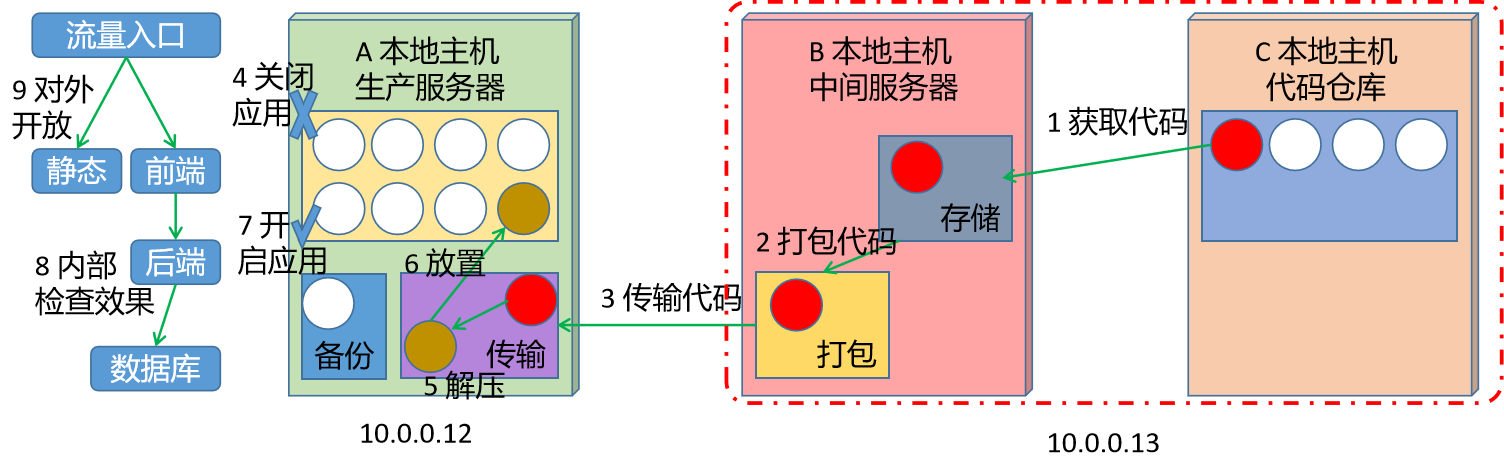 流量入口
9 对外
开放
静态
前端
后端
8 内部
检查效果
数据库
A 本地主机
生产服务器
4 关闭
应用
7 开
启应用
6 放置
备份
传输
5 解压
10.0.0.12
3 传输代码
B 本地主机
中间服务器
存储
2 打包代码
打包
1 获取代码
C 本地主机
代码仓库
10.0.0.13